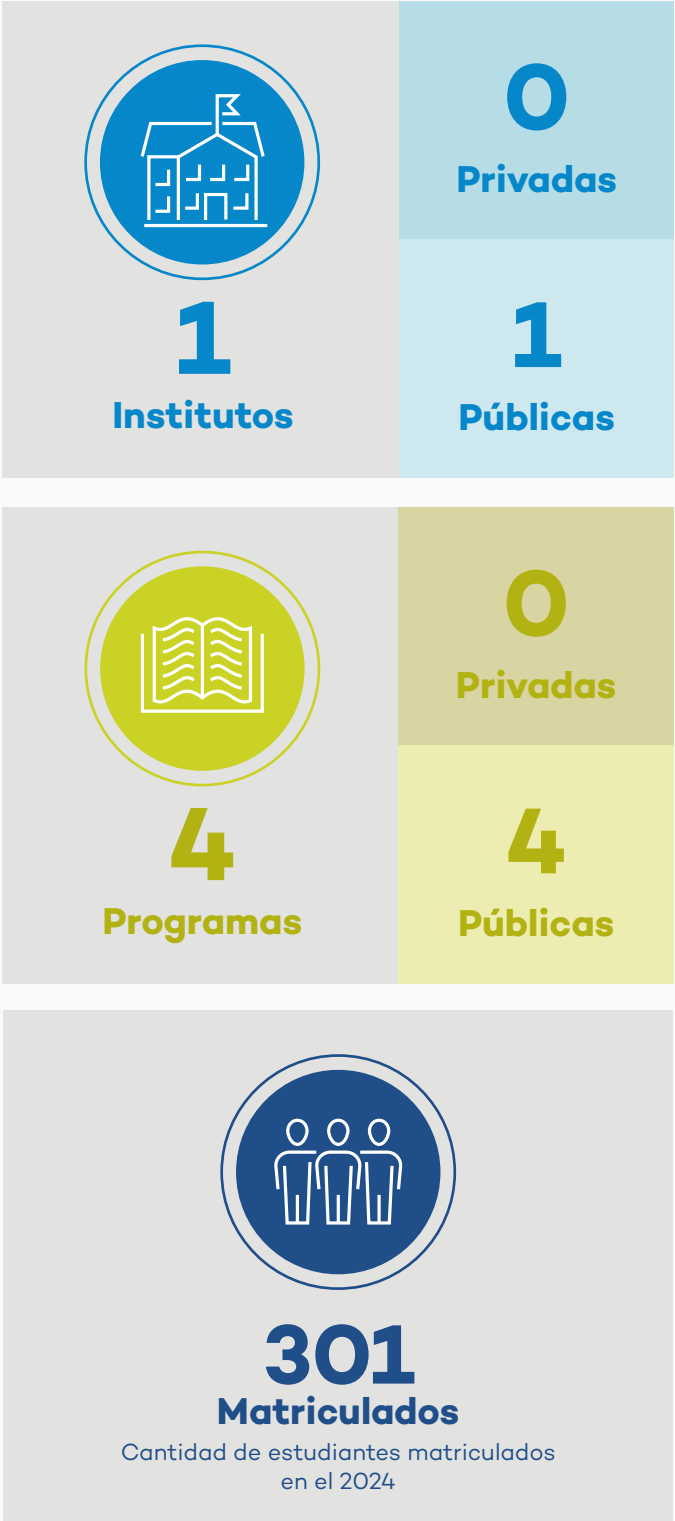 1
Institutos
0
Privadas
1
Públicas
4
Programas
0
Privadas
4
Públicas
301
Matriculados
Cantidad de estudiantes matriculados
en el 2024